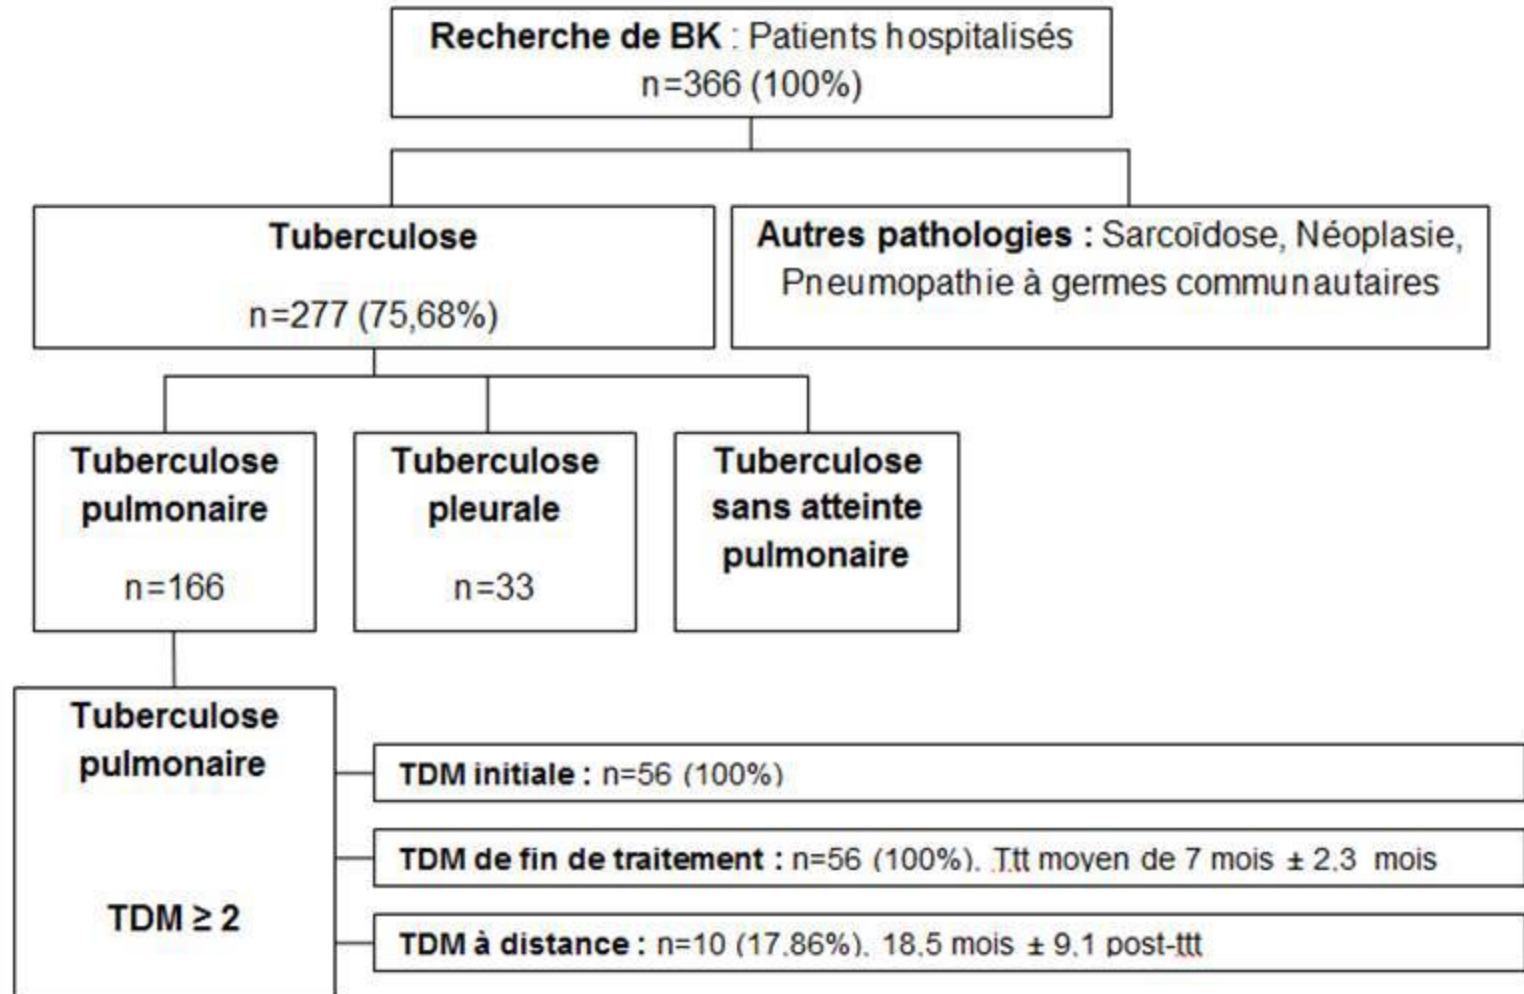 Recherche de BK : Patients hospitalisés
n=366 (100%)
Tuberculose
n=277 (75,68%)
Autres pathologies : Sarcoïdose, Néoplasie,
Pneumopathie à germes communautaires
Tuberculose
pulmonaire
n=166
Tuberculose
pleurale
n=33
Tuberculose
sans atteinte
pulmonaire
Tuberculose
pulmonaire
TDM ≥ 2
TDM initiale : n=56 (100%)
TDM de fin de traitement : n=56 (100%). Ttt moyen de 7 mois ± 2.3 mois
TDM à distance : n=10 (17.86%). 18.5 mois ± 9.1 post-ttt